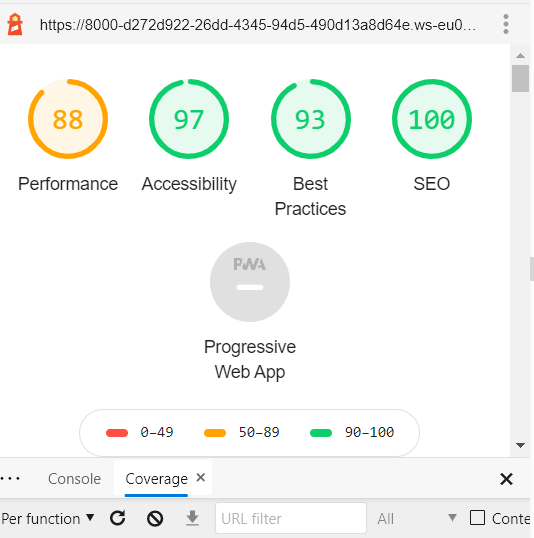 https://8000-d272d922-26dd-4345-94d5-490d13a8d64e.ws-eu0…
88 97 93 100
Performance Accessibility Best Practices SEO
PWA
Progressive
Web App
0–49 50–89 90–100
Console Coverage
Per function URL filter All Conte